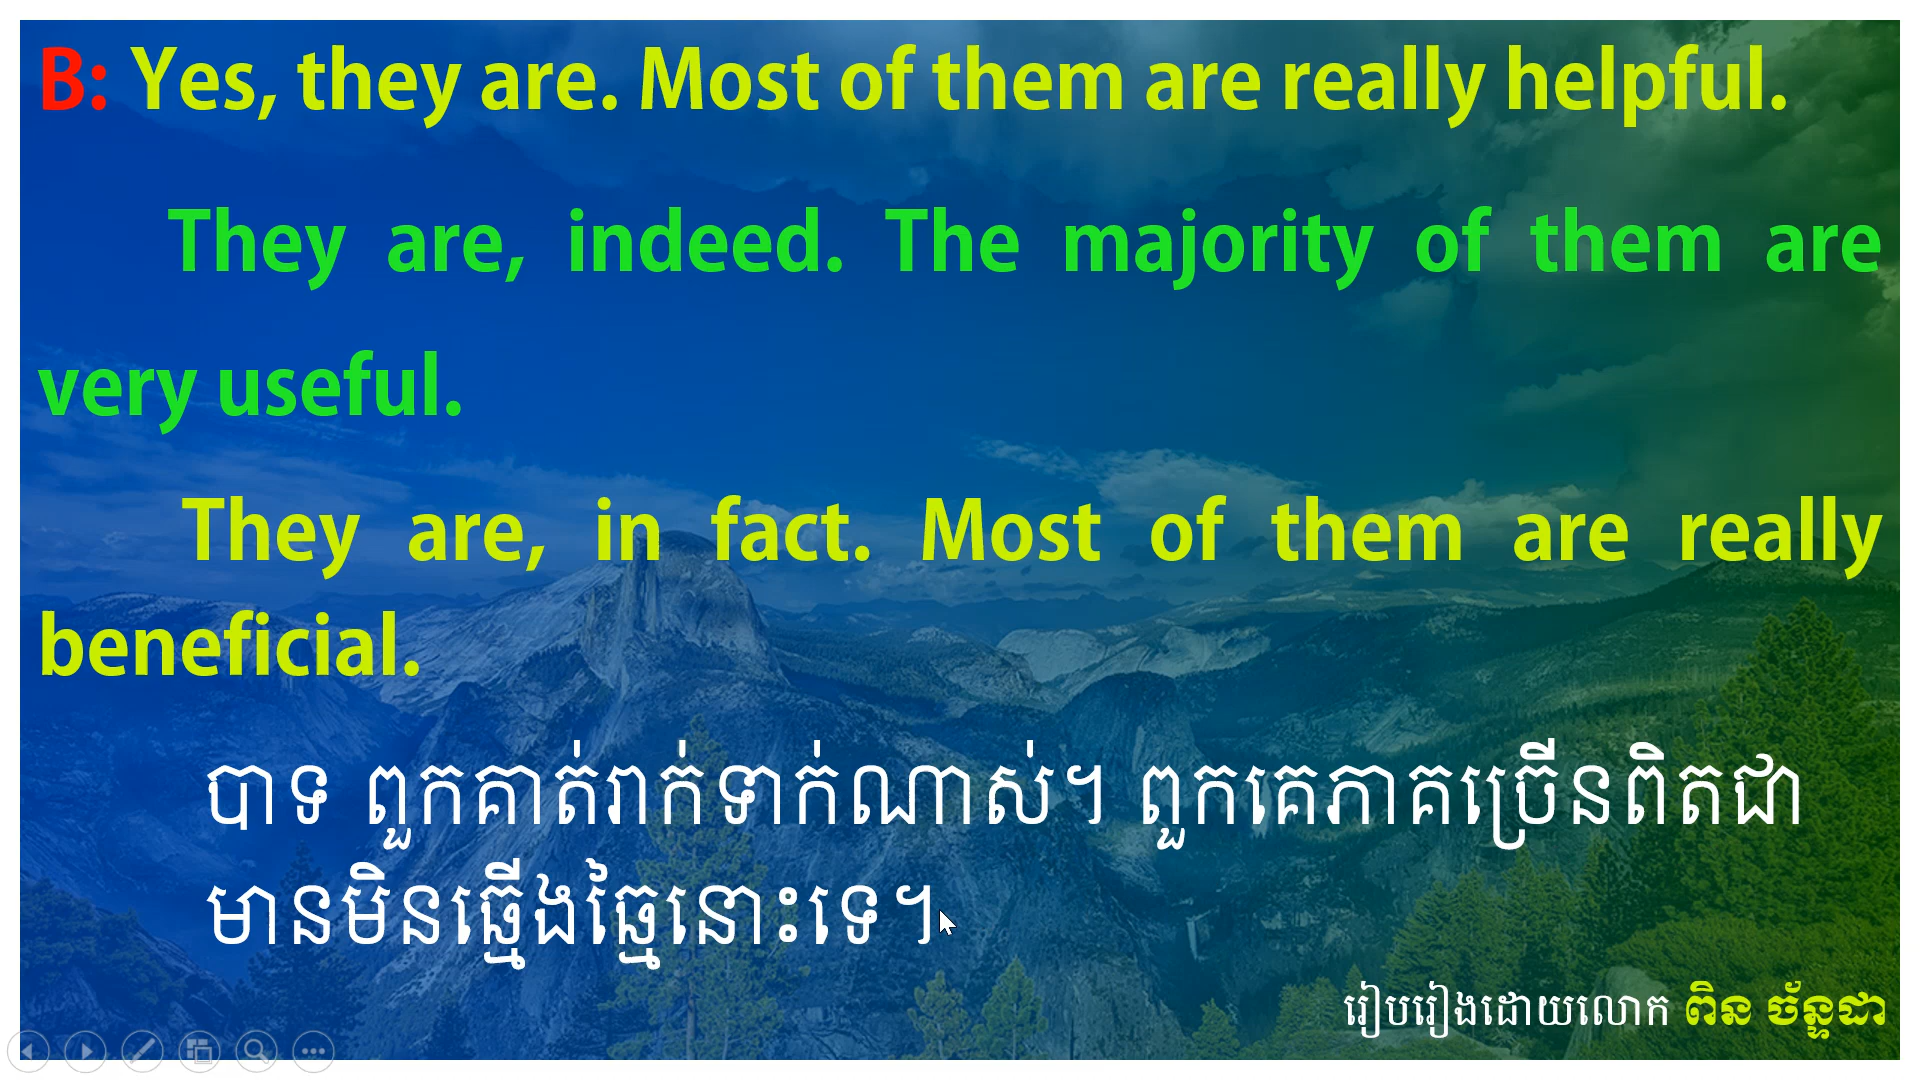 B: Yes, they are. Most of them are really helpful.
They are, indeed. The majority of them are
very useful.
They are, in fact. Most of them are really
beneficial.
បាទ ពួកគាត់រាក់ទាក់ណាស់។ ពួកគេភាគច្រើនពិតជា
មានមិនឆ្មើងឆ្មៃនោះទេ។
រៀបរៀងដោយលោក ពិន ច័ន្ទដា